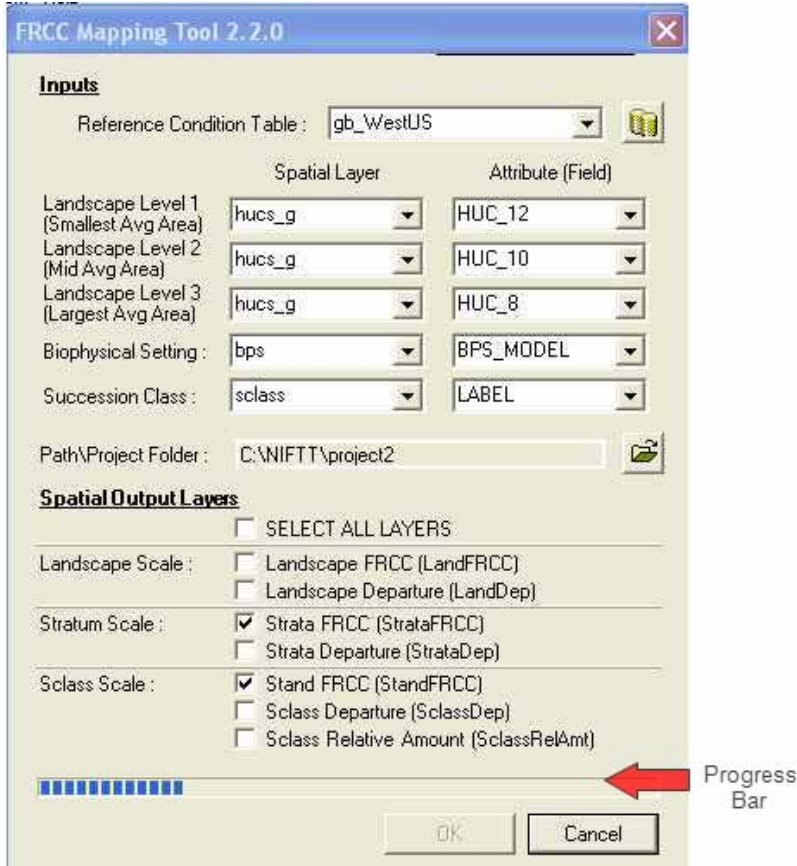 FRCC Mapping Tool 2.2.0
Inputs
Reference Condition Table : gb_WestUS
Spatial Layer Attribute (Field)
Landscape Level 1
(Smallest Avg Area) hucs_g HUC_12
Landscape Level 2
(Mid Avg Area) hucs_g HUC_10
Landscape Level 3
(Largest Avg Area) hucs_g HUC_8
Biophysical Setting : bps BPS_MODEL
Succession Class : sclass LABEL
Path\Project Folder : C:\NIFTT\project2
Spatial Output Layers
SELECT ALL LAYERS
Landscape Scale : Landscape FRCC (LandFRCC)
Landscape Departure (LandDep)
Stratum Scale : Strata FRCC (StrataFRCC)
Strata Departure (StrataDep)
Sclass Scale : Stand FRCC (StandFRCC)
Sclass Departure (SclassDep)
Sclass Relative Amount (SclassRelAmt)
Progress
Bar
OK Cancel